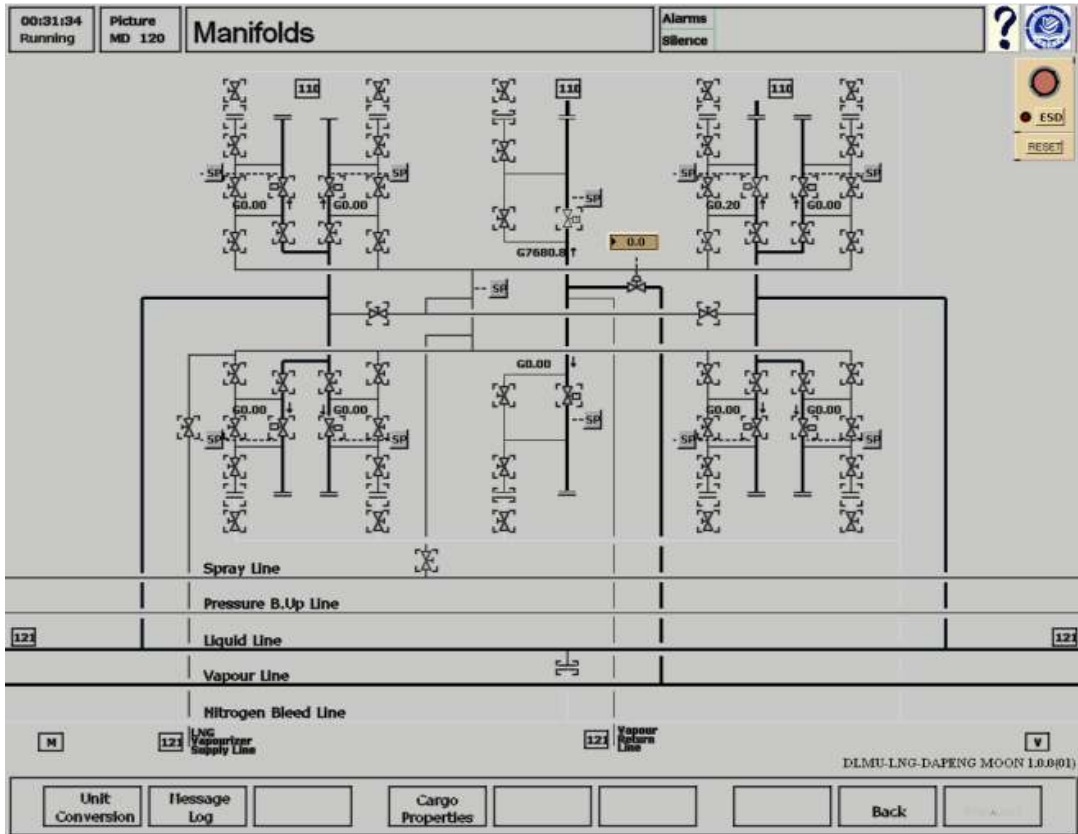 00:31:34
Running
Picture
MD 120
Manifolds
Alarms
Silence
?
ESD
RESET
110
110
110
SP
SP
SP
SP
SP
G0.00
G0.00
G0.20
G0.00
G7680.8
0.0
SP
G0.00
G0.00
G0.00
G0.00
G0.00
SP
SP
SP
SP
SP
Spray Line
Pressure B.Up Line
121
Liquid Line
121
Vapour Line
Nitrogen Bleed Line
M
121
LNG
Vapourizer
Supply Line
121
Vapour
Return
Line
V
DLMU-LNG-DAPENG MOON 1.0.0(01)
Unit
Conversion
Message
Log
Cargo
Properties
Back